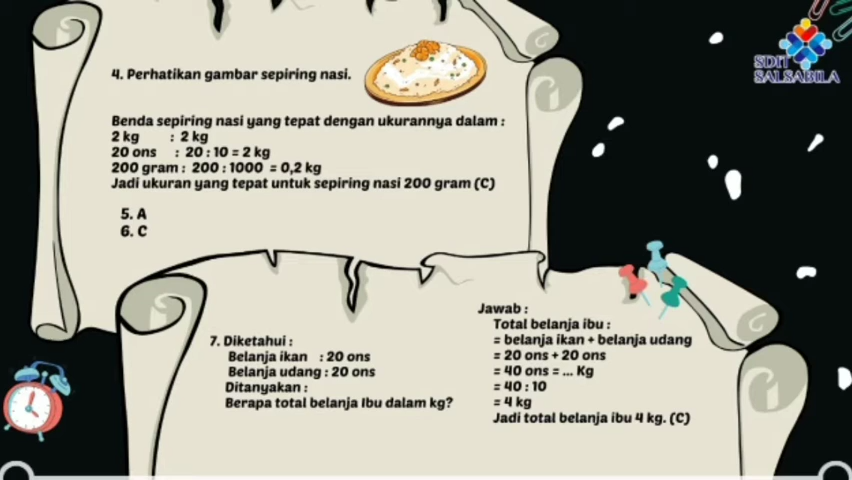 SDIT
SALSABILA
4. Perhatikan gambar sepiring nasi.
Benda sepiring nasi yang tepat dengan ukurannya dalam :
2 kg : 2 kg
20 ons : 20 : 10 = 2 kg
200 gram : 200 : 1000 = 0,2 kg
Jadi ukuran yang tepat untuk sepiring nasi 200 gram (C)
5. A
6. C
7. Diketahui :
Belanja ikan : 20 ons
Belanja udang : 20 ons
Ditanyakan :
Berapa total belanja Ibu dalam kg?
Jawab :
Total belanja ibu :
= belanja ikan + belanja udang
= 20 ons + 20 ons
= 40 ons = ... Kg
= 40 : 10
= 4 kg
Jadi total belanja ibu 4 kg. (C)